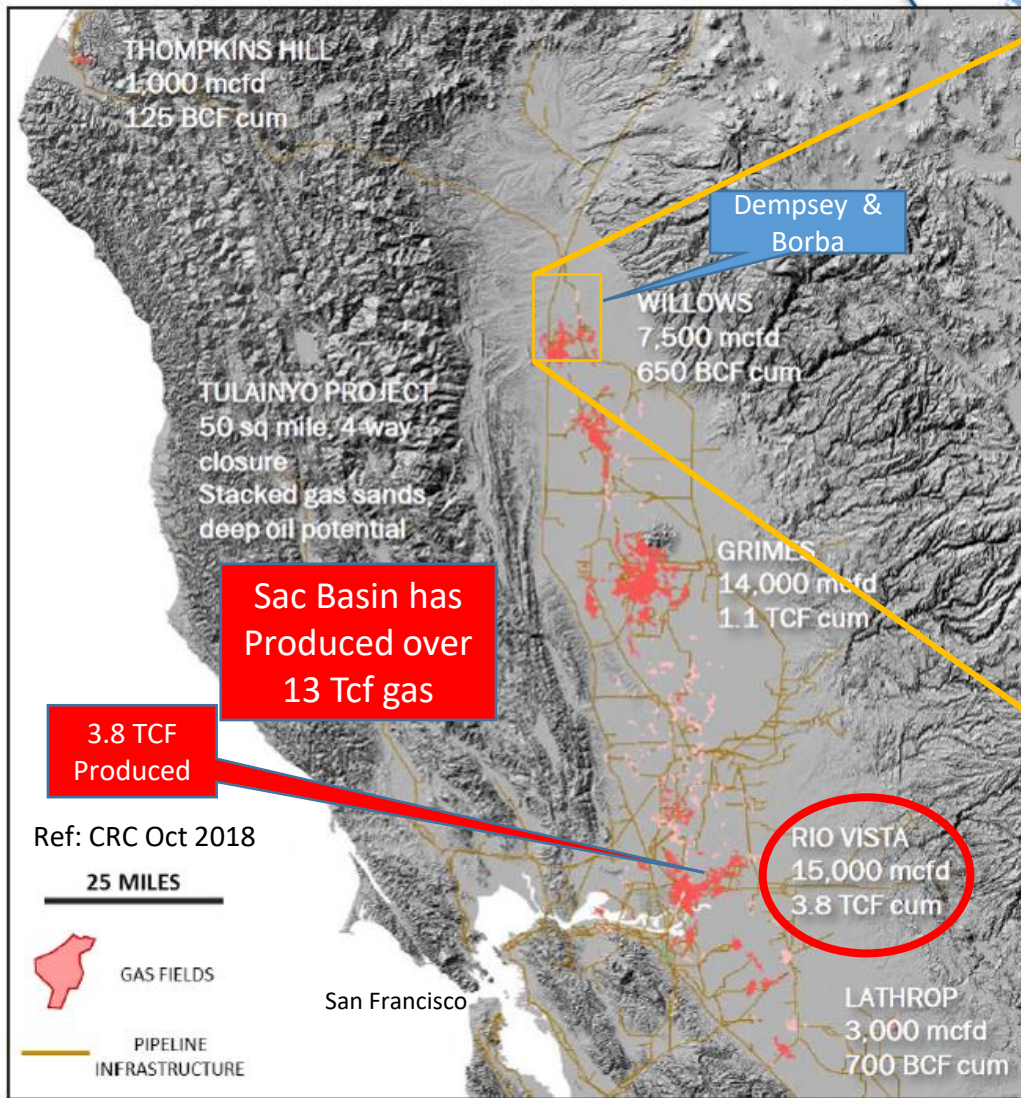 THOMPKINS HILL
1,000 mcfd
125 BCF cum
Dempsey & 
Borba
WILLOWS
7,500 mcfd
650 BCF cum
TULAINYO PROJECT
50 sq mile, 4-way
closure
Stacked gas sands,
deep oil potential
GRIMES
14,000 mcfd
1.1 TCF cum
Sac Basin has
Produced over
13 Tcf gas
3.8 TCF
Produced
Ref: CRC Oct 2018
25 MILES
RIO VISTA
15,000 mcfd
3.8 TCF cum
GAS FIELDS
San Francisco
LATHROP
3,000 mcfd
700 BCF cum
PIPELINE
INFRASTRUCTURE